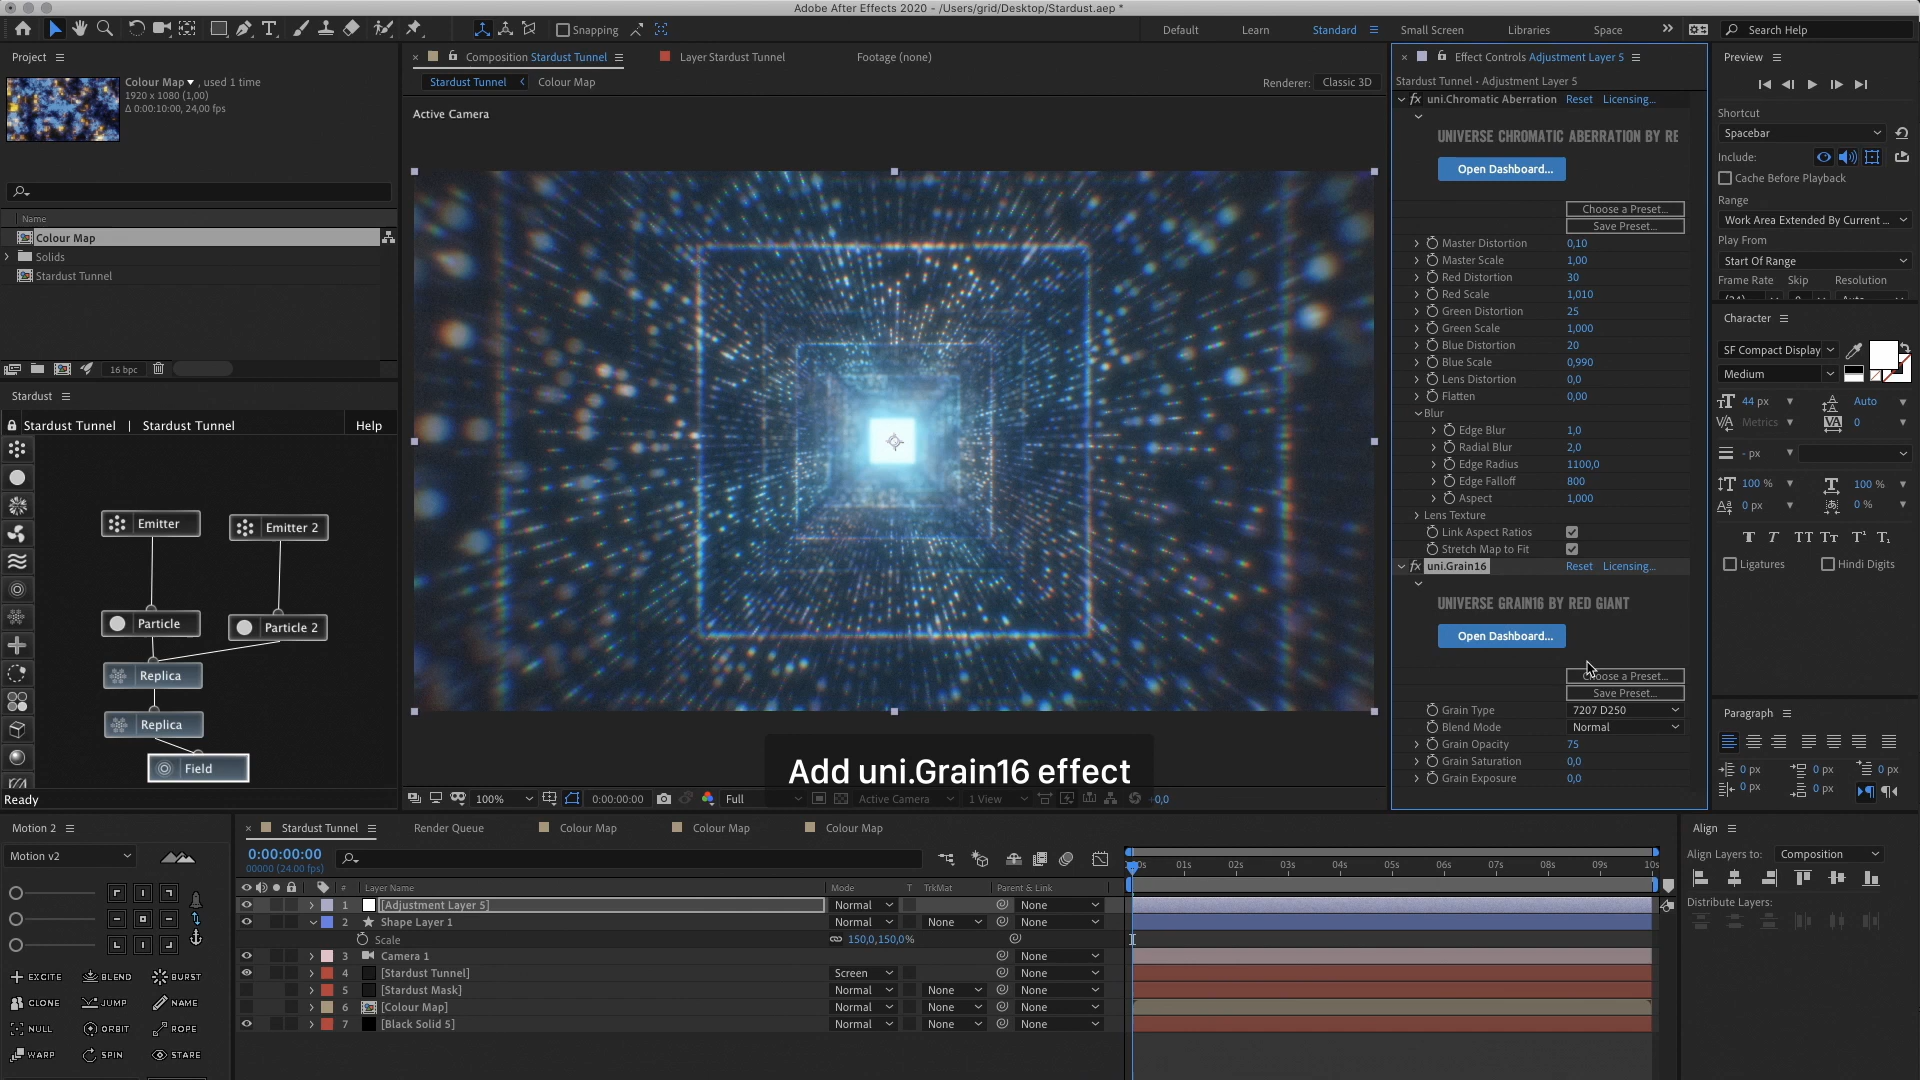 Adobe After Effects 2020 - /Users/grid/Desktop/Stardust.aep *
Snapping
Default
Learn
Standard
Small Screen
Libraries
Space
Search Help
Project
Colour Map , used 1 time
1920 x 1080 (1,00)
Δ 0:00:10:00, 24,00 fps
Name
Colour Map
Solids
Stardust Tunnel
16 bpc
Stardust
Stardust Tunnel | Stardust Tunnel
Help
Emitter
Emitter 2
Particle
Particle 2
Replica
Replica
Field
Ready
Composition Stardust Tunnel
Layer Stardust Tunnel
Footage (none)
Stardust Tunnel
Colour Map
Renderer: Classic 3D
Active Camera
Add uni.Grain16 effect
100%
0:00:00:00
Full
Active Camera
1 View
+0,0
Effect Controls Adjustment Layer 5
Stardust Tunnel • Adjustment Layer 5
fx uni.Chromatic Aberration Reset Licensing...
UNIVERSE CHROMATIC ABERRATION BY RE
Open Dashboard...
Choose a Preset...
Save Preset...
Master Distortion 0,10
Master Scale 1,00
Red Distortion 30
Red Scale 1,010
Green Distortion 25
Green Scale 1,000
Blue Distortion 20
Blue Scale 0,990
Lens Distortion 0,0
Flatten 0,00
Blur
Edge Blur 1,0
Radial Blur 2,0
Edge Radius 1100,0
Edge Falloff 800
Aspect 1,000
Lens Texture
Link Aspect Ratios
Stretch Map to Fit
fx uni.Grain16 Reset Licensing...
UNIVERSE GRAIN16 BY RED GIANT
Open Dashboard...
Choose a Preset...
Save Preset...
Grain Type 7207 D250
Blend Mode Normal
Grain Opacity 75
Grain Saturation 0,0
Grain Exposure 0,0
Preview
Shortcut
Spacebar
Include:
Cache Before Playback
Range
Work Area Extended By Current ...
Play From
Start Of Range
Frame Rate Skip Resolution
Character
SF Compact Display
Medium
44 px Auto
Metrics 0
- px
100 % 100 %
0 px 0 %
Ligatures
Hindi Digits
Paragraph
0 px 0 px 0 px
0 px 0 px
Motion 2
Motion v2
EXCITE BLEND BURST
CLONE JUMP NAME
NULL ORBIT ROPE
WARP SPIN STARE
Stardust Tunnel
Render Queue
Colour Map
Colour Map
Colour Map
0:00:00:00
00000 (24.00 fps)
# Layer Name Mode T TrkMat Parent & Link
1 [Adjustment Layer 5] Normal None
2 Shape Layer 1 Normal None None
Scale 150,0,150,0%
3 Camera 1 None
4 [Stardust Tunnel] Screen None
5 [Stardust Mask] Normal None None
6 [Colour Map] Normal None None
7 [Black Solid 5] Normal None None
01s 02s 03s 04s 05s 06s 07s 08s 09s 10s
Align
Align Layers to: Composition
Distribute Layers: